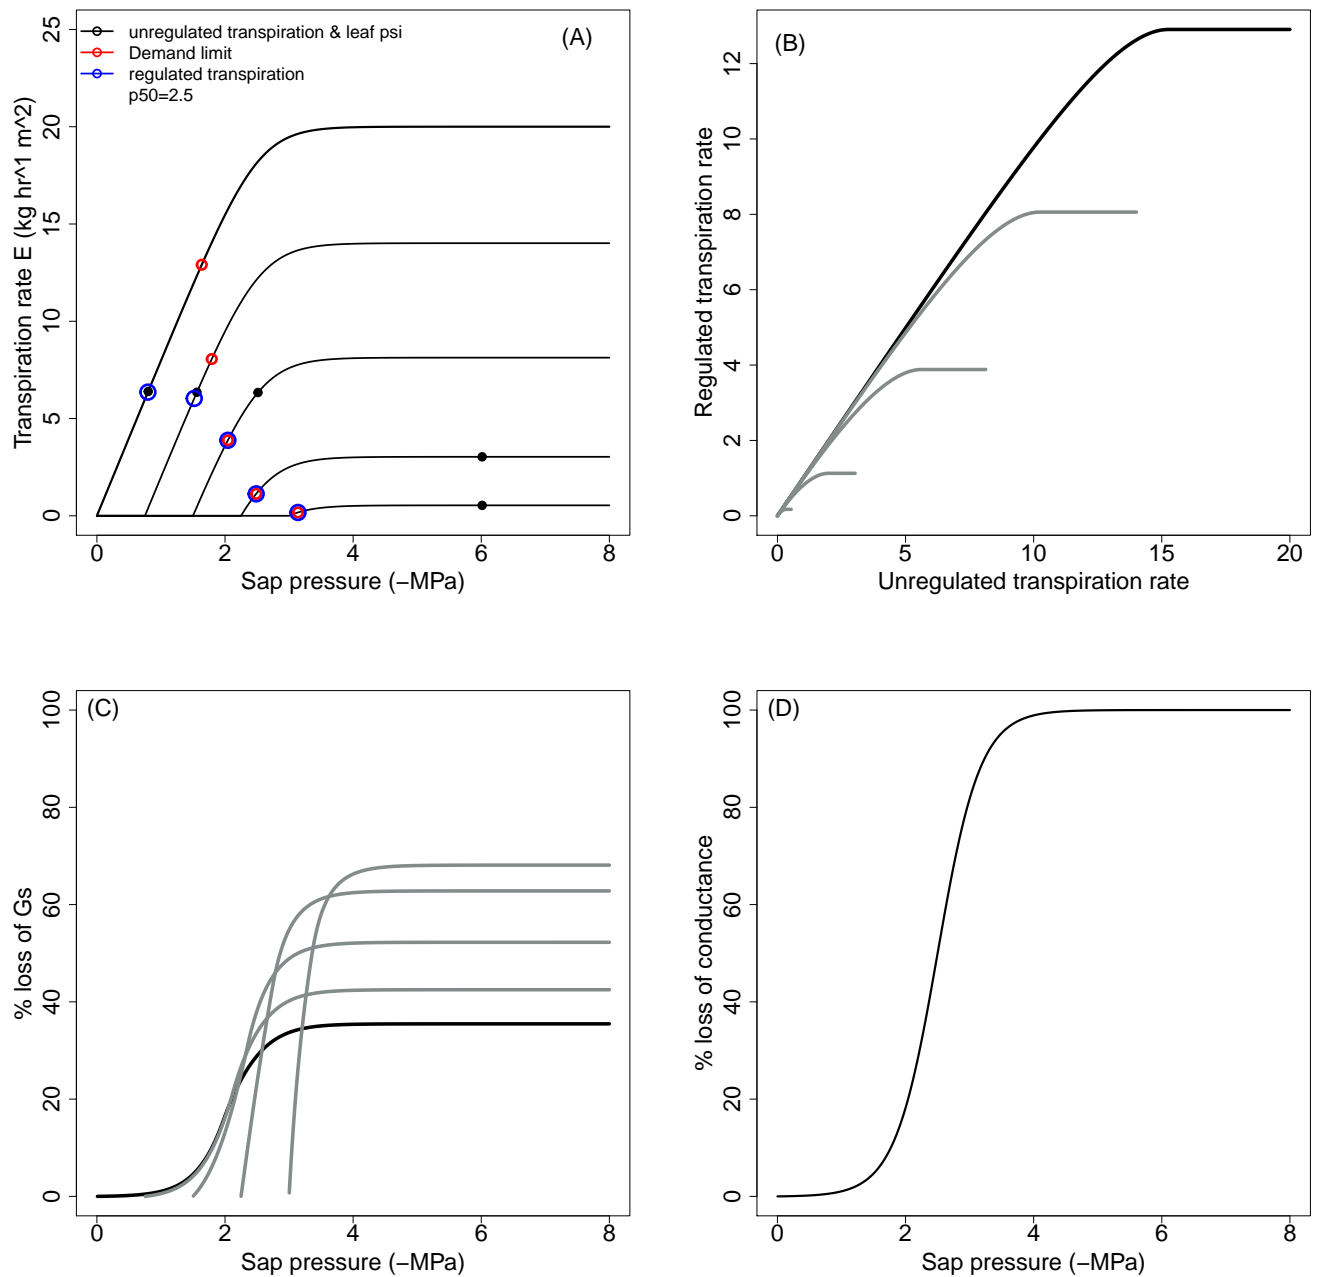 unregulated transpiration & leaf psi
Demand limit
regulated transpiration
p50=2.5
(A)
Transpiration rate E (kg hr^1 m^2)
0
5
10
15
20
25
0 2 4 6 8
Sap pressure (−MPa)
(B)
Regulated transpiration rate
0
2
4
6
8
10
12
0 5 10 15 20
Unregulated transpiration rate
(C)
% loss of Gs
0
20
40
60
80
100
0 2 4 6 8
Sap pressure (−MPa)
(D)
% loss of conductance
0
20
40
60
80
100
0 2 4 6 8
Sap pressure (−MPa)